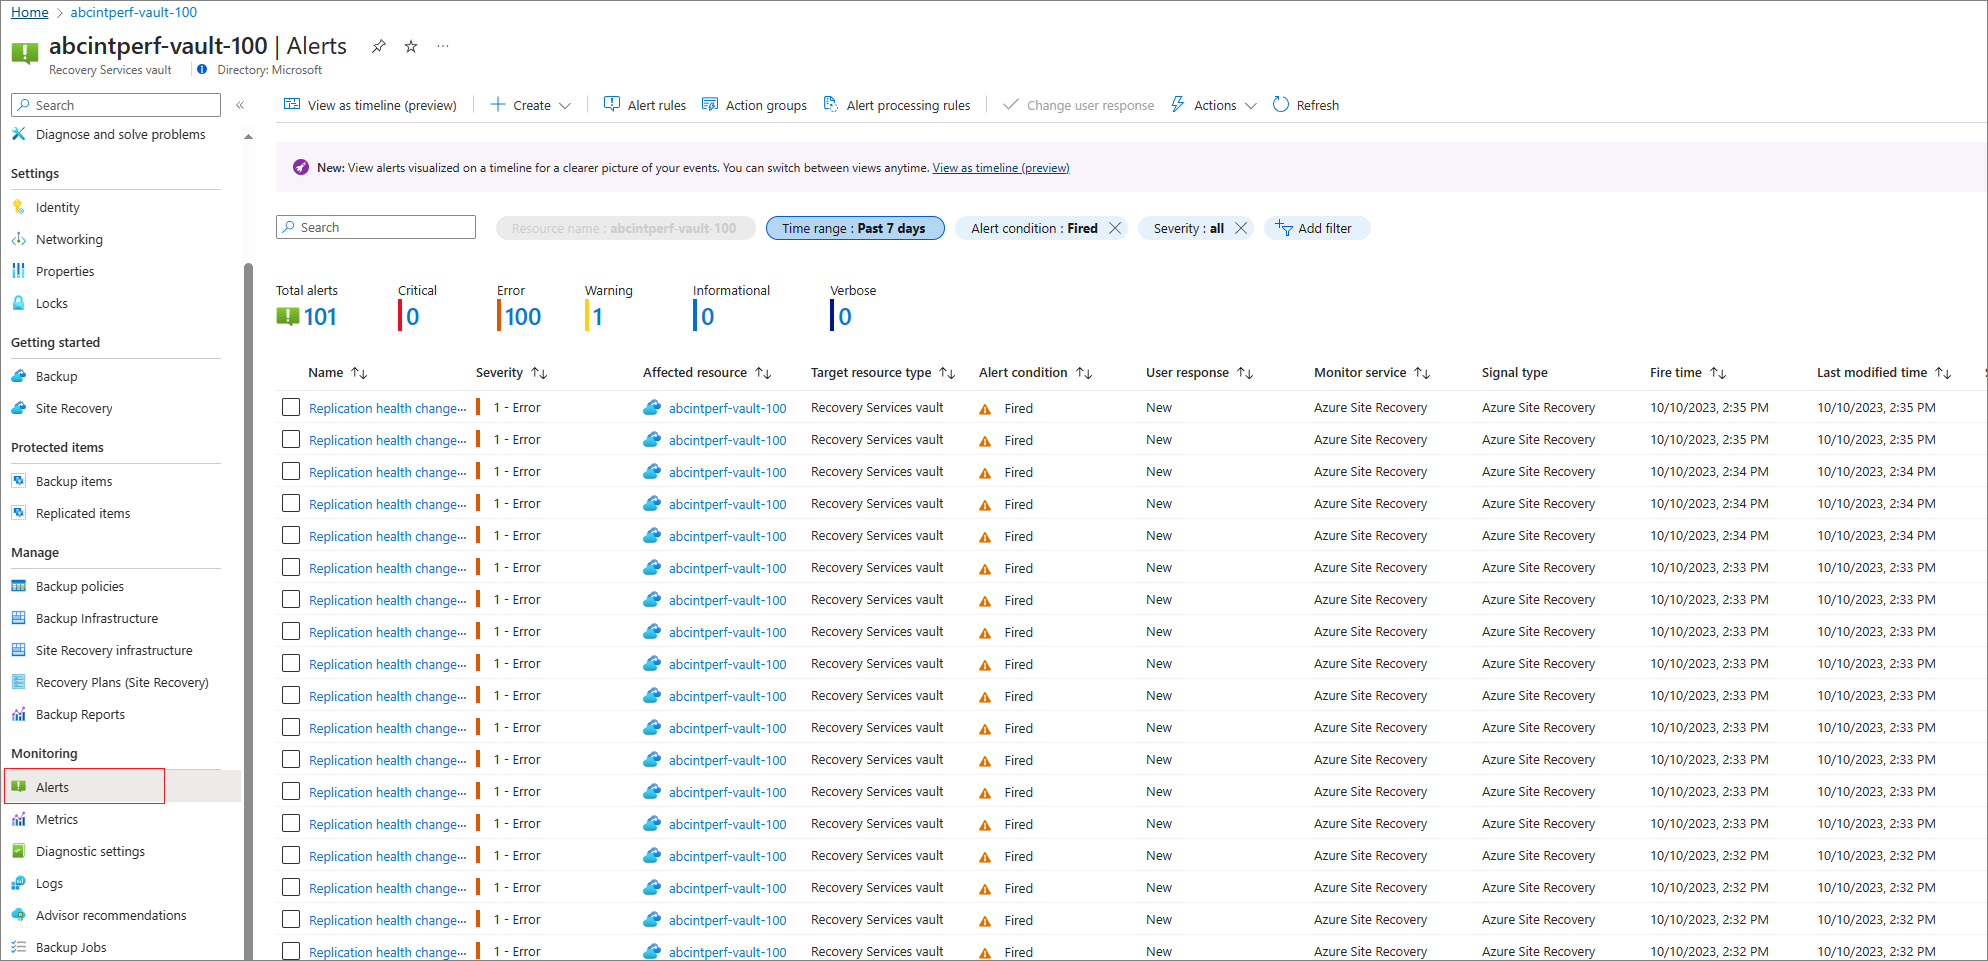 Home > abcintperf-vault-100
abcintperf-vault-100 | Alerts
Recovery Services vault Directory: Microsoft
Search
Diagnose and solve problems
Settings
Identity
Networking
Properties
Locks
Getting started
Backup
Site Recovery
Protected items
Backup items
Replicated items
Manage
Backup policies
Backup Infrastructure
Site Recovery infrastructure
Recovery Plans (Site Recovery)
Backup Reports
Monitoring
Alerts
Metrics
Diagnostic settings
Logs
Advisor recommendations
Backup Jobs
View as timeline (preview) Create Alert rules Action groups Alert processing rules Change user response Actions Refresh
New: View alerts visualized on a timeline for a clearer picture of your events. You can switch between views anytime. View as timeline (preview)
Search Resource name : abcintperf-vault-100 Time range : Past 7 days Alert condition : Fired Severity : all Add filter
Total alerts Critical Error Warning Informational Verbose
101 0 100 1 0 0
Name Severity Affected resource Target resource type Alert condition User response Monitor service Signal type Fire time Last modified time
Replication health change... 1 - Error abcintperf-vault-100 Recovery Services vault Fired New Azure Site Recovery Azure Site Recovery 10/10/2023, 2:35 PM 10/10/2023, 2:35 PM
Replication health change... 1 - Error abcintperf-vault-100 Recovery Services vault Fired New Azure Site Recovery Azure Site Recovery 10/10/2023, 2:35 PM 10/10/2023, 2:35 PM
Replication health change... 1 - Error abcintperf-vault-100 Recovery Services vault Fired New Azure Site Recovery Azure Site Recovery 10/10/2023, 2:34 PM 10/10/2023, 2:34 PM
Replication health change... 1 - Error abcintperf-vault-100 Recovery Services vault Fired New Azure Site Recovery Azure Site Recovery 10/10/2023, 2:34 PM 10/10/2023, 2:34 PM
Replication health change... 1 - Error abcintperf-vault-100 Recovery Services vault Fired New Azure Site Recovery Azure Site Recovery 10/10/2023, 2:34 PM 10/10/2023, 2:34 PM
Replication health change... 1 - Error abcintperf-vault-100 Recovery Services vault Fired New Azure Site Recovery Azure Site Recovery 10/10/2023, 2:33 PM 10/10/2023, 2:33 PM
Replication health change... 1 - Error abcintperf-vault-100 Recovery Services vault Fired New Azure Site Recovery Azure Site Recovery 10/10/2023, 2:33 PM 10/10/2023, 2:33 PM
Replication health change... 1 - Error abcintperf-vault-100 Recovery Services vault Fired New Azure Site Recovery Azure Site Recovery 10/10/2023, 2:33 PM 10/10/2023, 2:33 PM
Replication health change... 1 - Error abcintperf-vault-100 Recovery Services vault Fired New Azure Site Recovery Azure Site Recovery 10/10/2023, 2:33 PM 10/10/2023, 2:33 PM
Replication health change... 1 - Error abcintperf-vault-100 Recovery Services vault Fired New Azure Site Recovery Azure Site Recovery 10/10/2023, 2:33 PM 10/10/2023, 2:33 PM
Replication health change... 1 - Error abcintperf-vault-100 Recovery Services vault Fired New Azure Site Recovery Azure Site Recovery 10/10/2023, 2:33 PM 10/10/2023, 2:33 PM
Replication health change... 1 - Error abcintperf-vault-100 Recovery Services vault Fired New Azure Site Recovery Azure Site Recovery 10/10/2023, 2:33 PM 10/10/2023, 2:33 PM
Replication health change... 1 - Error abcintperf-vault-100 Recovery Services vault Fired New Azure Site Recovery Azure Site Recovery 10/10/2023, 2:33 PM 10/10/2023, 2:33 PM
Replication health change... 1 - Error abcintperf-vault-100 Recovery Services vault Fired New Azure Site Recovery Azure Site Recovery 10/10/2023, 2:33 PM 10/10/2023, 2:33 PM
Replication health change... 1 - Error abcintperf-vault-100 Recovery Services vault Fired New Azure Site Recovery Azure Site Recovery 10/10/2023, 2:32 PM 10/10/2023, 2:32 PM
Replication health change... 1 - Error abcintperf-vault-100 Recovery Services vault Fired New Azure Site Recovery Azure Site Recovery 10/10/2023, 2:32 PM 10/10/2023, 2:32 PM
Replication health change... 1 - Error abcintperf-vault-100 Recovery Services vault Fired New Azure Site Recovery Azure Site Recovery 10/10/2023, 2:32 PM 10/10/2023, 2:32 PM
Replication health change... 1 - Error abcintperf-vault-100 Recovery Services vault Fired New Azure Site Recovery Azure Site Recovery 10/10/2023, 2:32 PM 10/10/2023, 2:32 PM